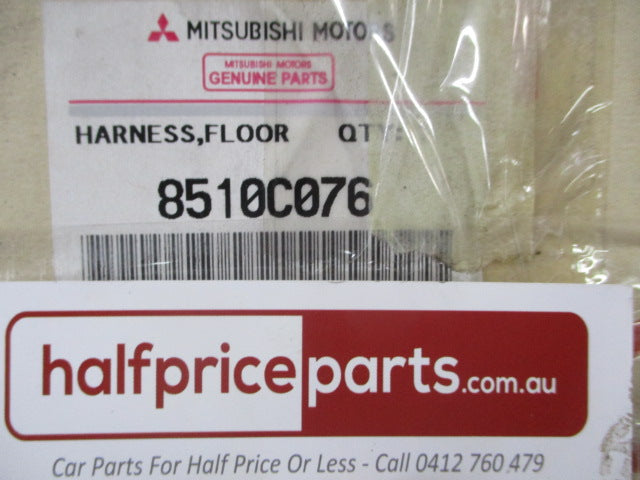 MITSUBISHI MOTORS
MITSUBISHI MOTORS
GENUINE PARTS
HARNESS,FLOOR QTY:
8510C076
halfpriceparts.com.au
Car Parts For Half Price Or Less - Call 0412 760 479